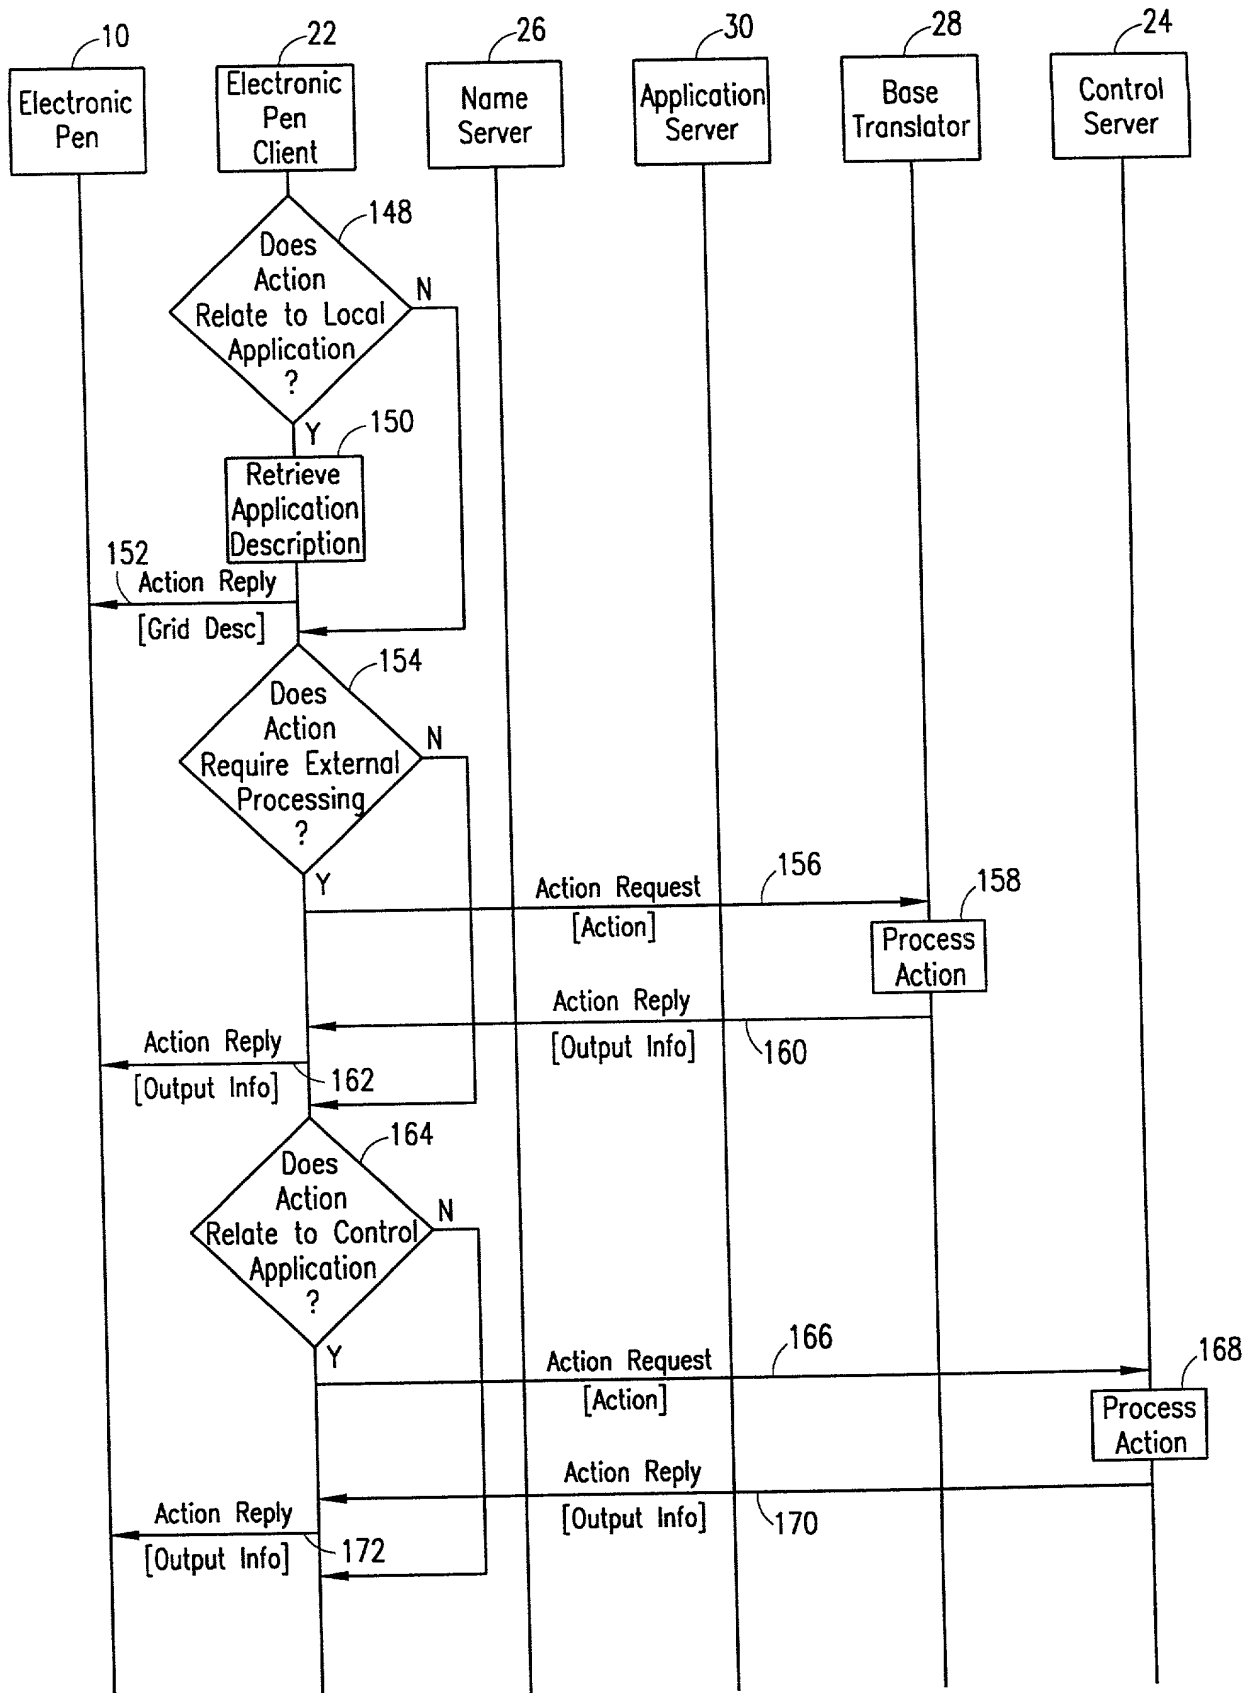 10
22
26
30
28
24
Electronic
Pen
Electronic
Pen
Client
Name
Server
Application
Server
Base
Translator
Control
Server
148
Does
Action
Relate to Local
Application
?
N
Y
150
Retrieve
Application
Description
152
Action Reply
[Grid Desc]
154
Does
Action
Require External
Processing
?
N
Y
Action Request
156
[Action]
158
Process
Action
Action Reply
[Output Info]
160
Action Reply
[Output Info]
162
164
Does
Action
Relate to Control
Application
?
N
Y
Action Request
166
[Action]
168
Process
Action
Action Reply
[Output Info]
170
Action Reply
[Output Info]
172